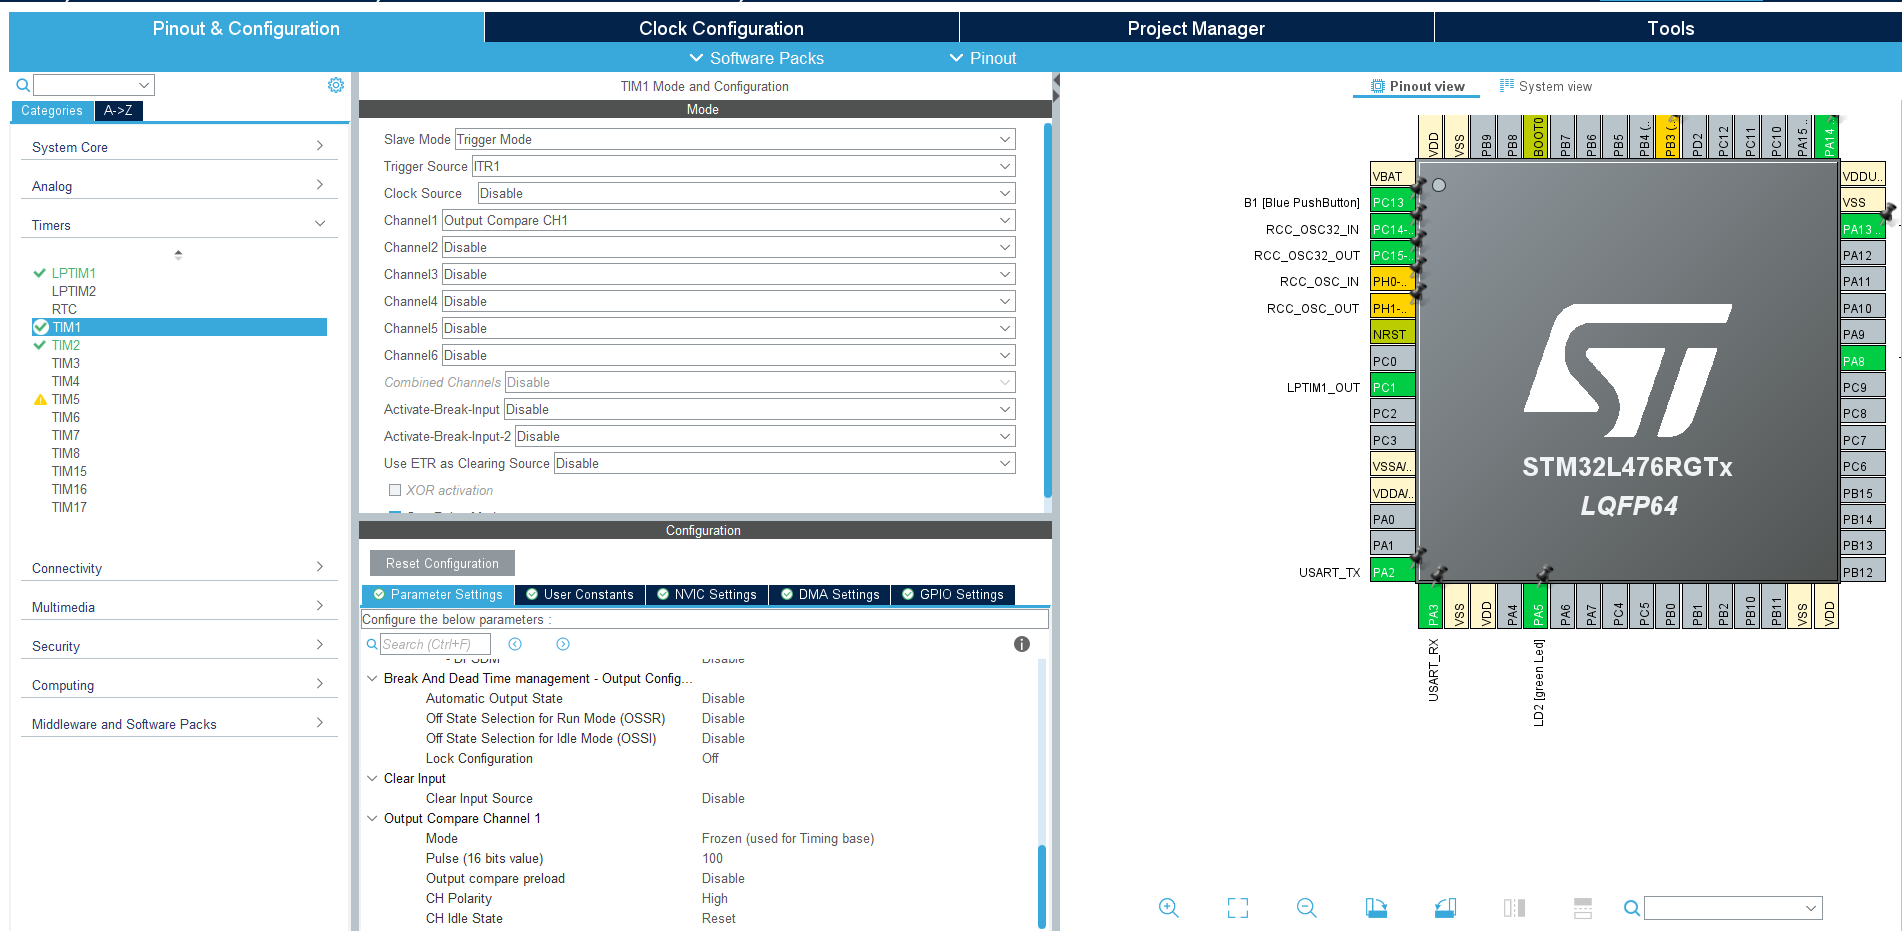 Pinout & Configuration
Clock Configuration
Project Manager
Tools
Software Packs
Pinout
Categories
A->Z
System Core
Analog
Timers
LPTIM1
LPTIM2
RTC
TIM1
TIM2
TIM3
TIM4
TIM5
TIM6
TIM7
TIM8
TIM15
TIM16
TIM17
Connectivity
Multimedia
Security
Computing
Middleware and Software Packs
TIM1 Mode and Configuration
Mode
Slave Mode Trigger Mode
Trigger Source ITR1
Clock Source Disable
Channel1 Output Compare CH1
Channel2 Disable
Channel3 Disable
Channel4 Disable
Channel5 Disable
Channel6 Disable
Combined Channels Disable
Activate-Break-Input Disable
Activate-Break-Input-2 Disable
Use ETR as Clearing Source Disable
XOR activation
Configuration
Reset Configuration
Parameter Settings
User Constants
NVIC Settings
DMA Settings
GPIO Settings
Configure the below parameters :
Search (Ctrl+F)
- DFSDM Disable
Break And Dead Time management - Output Config...
Automatic Output State Disable
Off State Selection for Run Mode (OSSR) Disable
Off State Selection for Idle Mode (OSSI) Disable
Lock Configuration Off
Clear Input
Clear Input Source Disable
Output Compare Channel 1
Mode Frozen (used for Timing base)
Pulse (16 bits value) 100
Output compare preload Disable
CH Polarity High
CH Idle State Reset
Pinout view
System view
VDD
VSS
PB9
PB8
BOOT0
PB7
PB6
PB5
PB4 (..
PB3 (..
PD2
PC12
PC11
PC10
PA15 ..
PA14 ..
VBAT
B1 [Blue PushButton] PC13
RCC_OSC32_IN PC14-..
RCC_OSC32_OUT PC15-..
RCC_OSC_IN PH0-..
RCC_OSC_OUT PH1-..
NRST
PC0
LPTIM1_OUT PC1
PC2
PC3
VSSA/..
VDDA/..
PA0
PA1
USART_TX PA2
STM32L476RGTx
LQFP64
VDDU..
VSS
PA13 ..
PA12
PA11
PA10
PA9
PA8
PC9
PC8
PC7
PC6
PB15
PB14
PB13
PB12
PA3
VSS
VDD
PA4
PA5
PA6
PA7
PC4
PC5
PB0
PB1
PB2
PB10
PB11
VSS
VDD
USART_RX
LD2 [green Led]